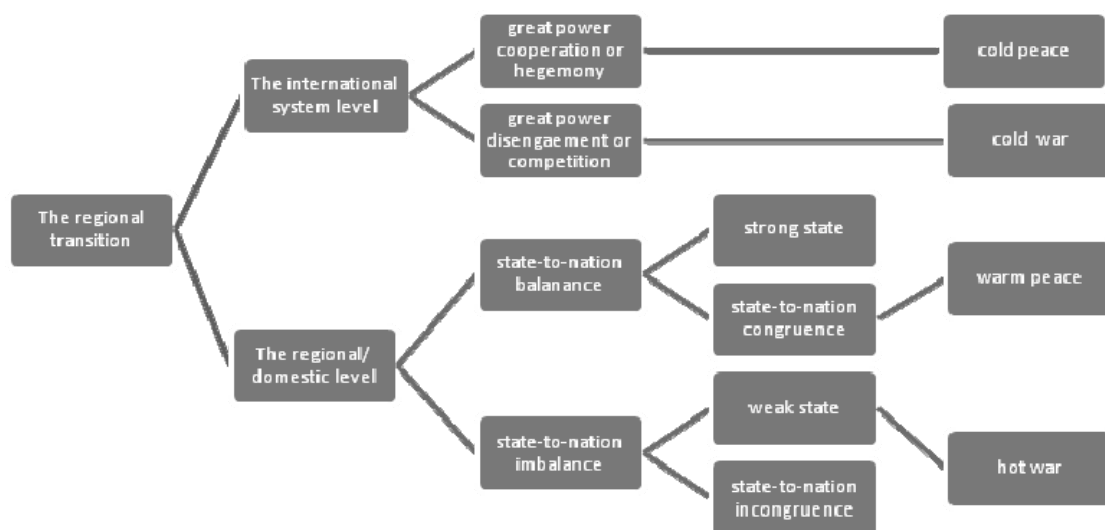 great power
cooperation or
hegemony
cold peace
The international
system level
great power
disengaement or
competition
cold war
The regional
transition
strong state
state-to-nation
balanance
warm peace
state-to-nation
congruence
The regional/
domestic level
weak state
state-to-nation
imbalance
hot war
state-to-nation
incongruence